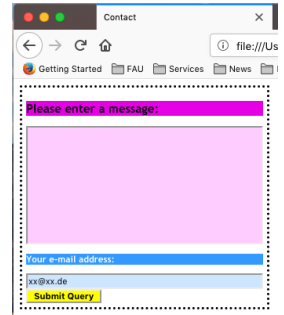 Contact
file:///Us
Getting Started FAU Services News
Please enter a message:
Your e-mail address:
xx@xx.de
Submit Query